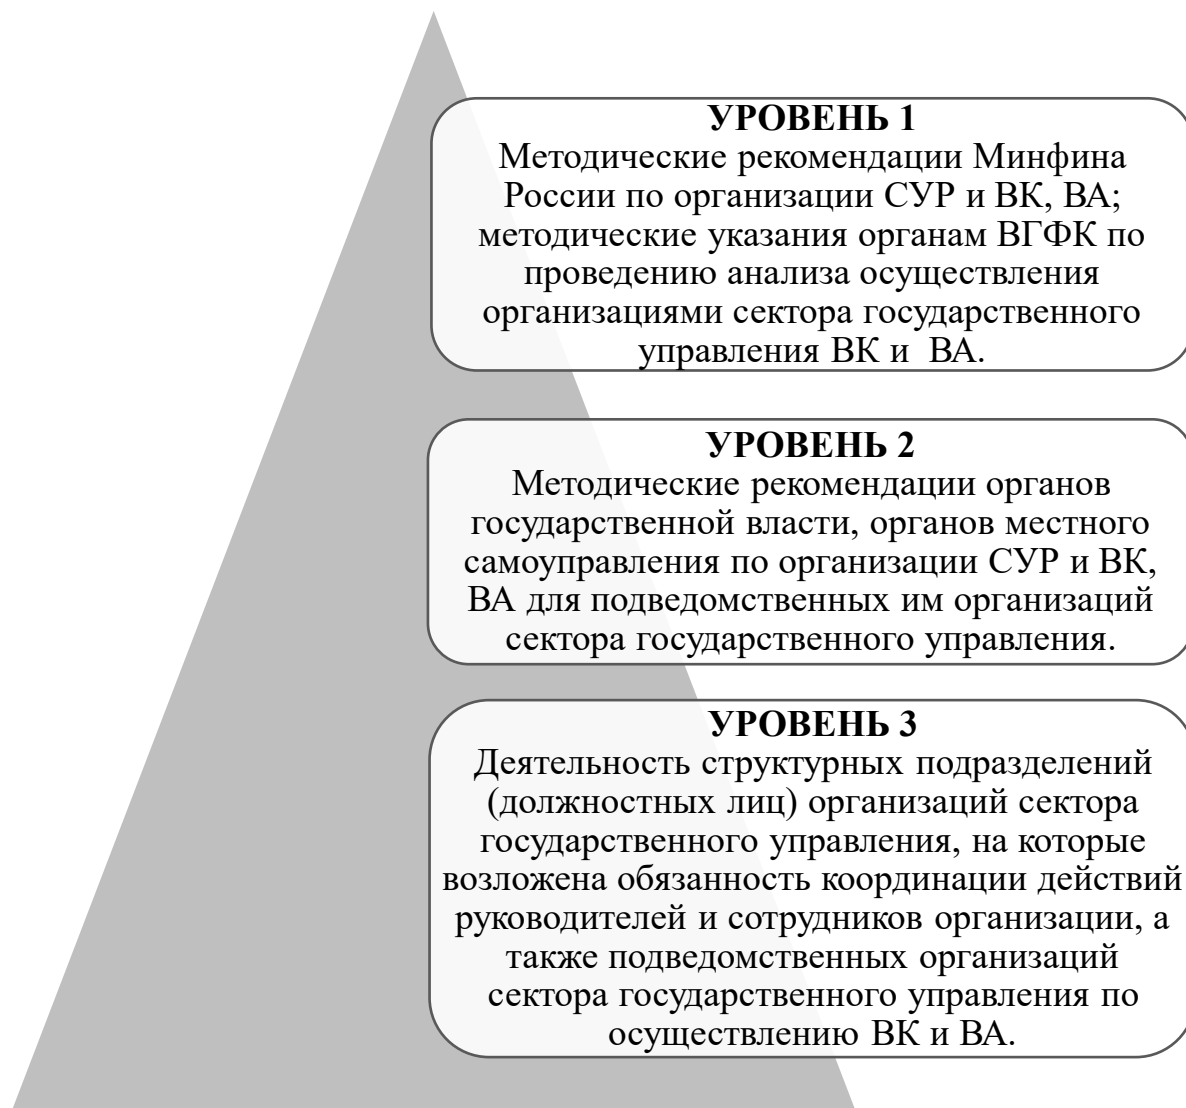 УРОВЕНЬ 1
Методические рекомендации Минфина
России по организации СУР и ВК, ВА;
методические указания органам ВГФК по
проведению анализа осуществления
организациями сектора государственного
управления ВК и ВА.
УРОВЕНЬ 2
Методические рекомендации органов
государственной власти, органов местного
самоуправления по организации СУР и ВК,
ВА для подведомственных им организаций
сектора государственного управления.
УРОВЕНЬ 3
Деятельность структурных подразделений
(должностных лиц) организаций сектора
государственного управления, на которые
возложена обязанность координации действий
руководителей и сотрудников организации, а
также подведомственных организаций
сектора государственного управления по
осуществлению ВК и ВА.